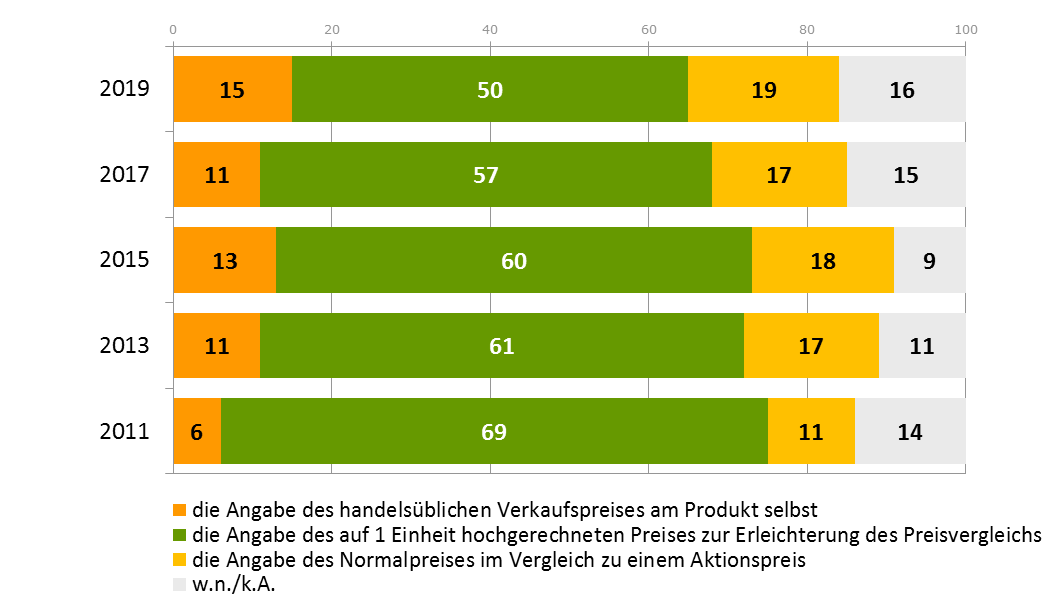 0 20 40 60 80 100
2019 15 50 19 16
2017 11 57 17 15
2015 13 60 18 9
2013 11 61 17 11
2011 6 69 11 14
die Angabe des handelsüblichen Verkaufspreises am Produkt selbst
die Angabe des auf 1 Einheit hochgerechneten Preises zur Erleichterung des Preisvergleichs
die Angabe des Normalpreises im Vergleich zu einem Aktionspreis
w.n./k.A.